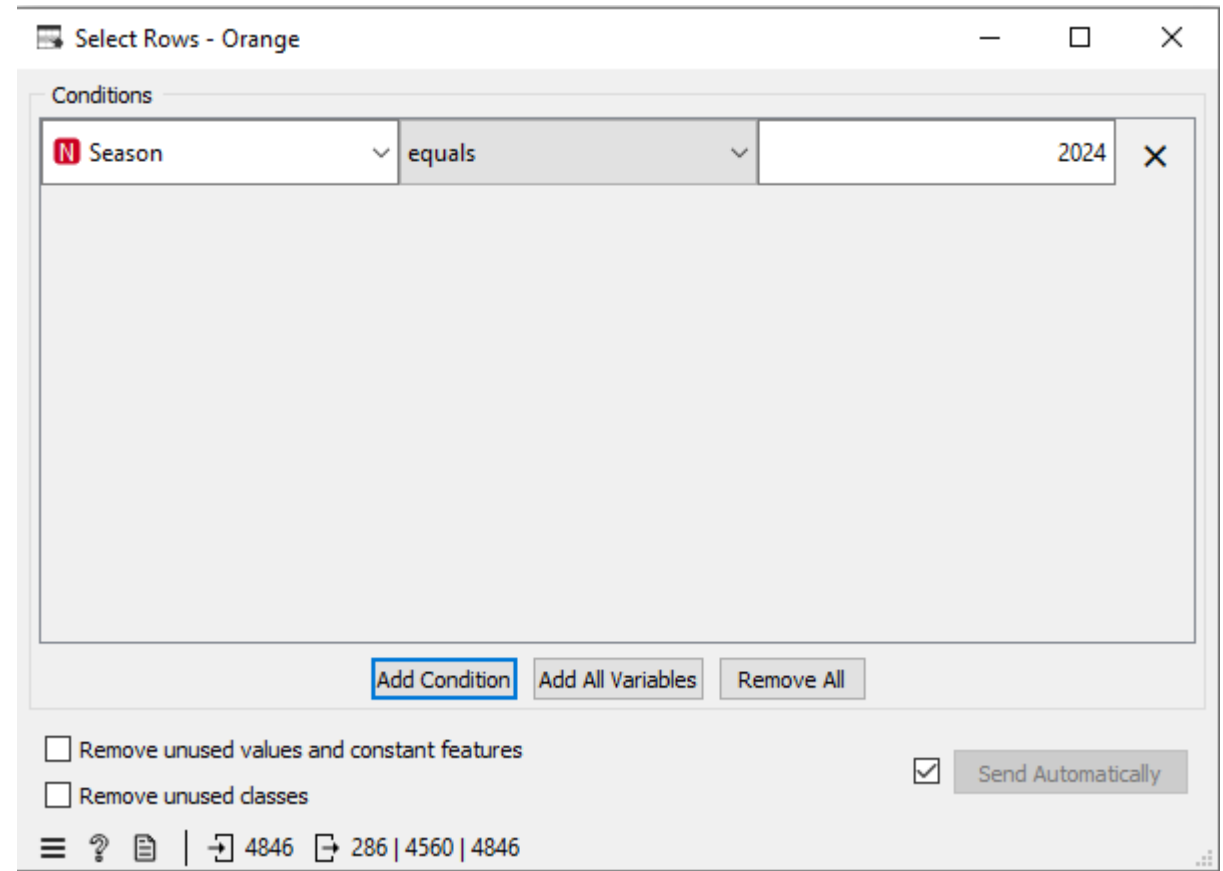 Select Rows - Orange
Conditions
N Season equals 2024
Add Condition Add All Variables Remove All
Remove unused values and constant features
Send Automatically
Remove unused classes
? 4846 286 | 4560 | 4846